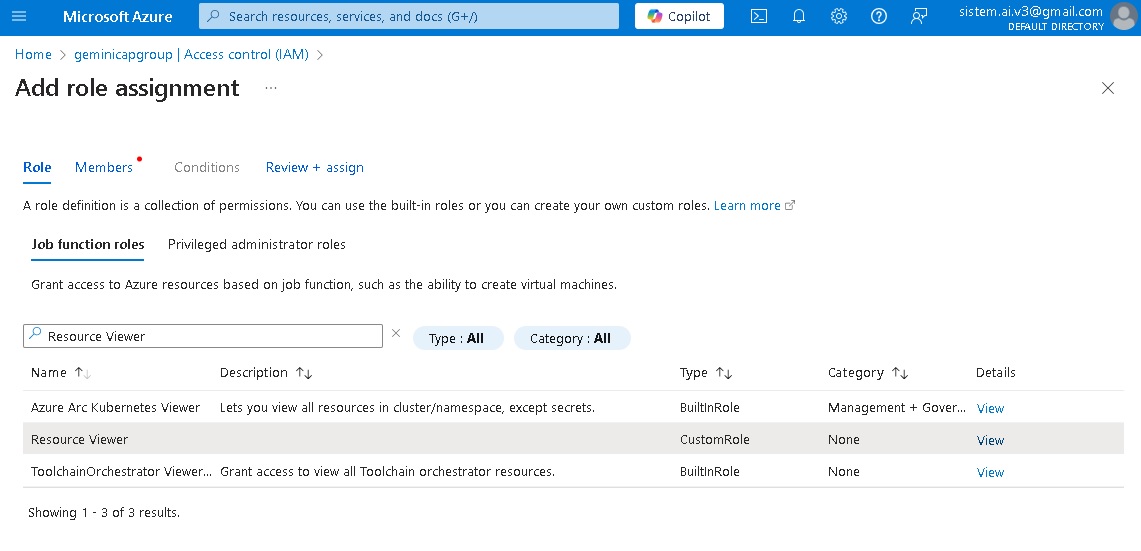 Microsoft Azure
Search resources, services, and docs (G+/)
Copilot
sistem.ai.v3@gmail.com
DEFAULT DIRECTORY
Home > geminicapgroup | Access control (IAM) >
Add role assignment ...
Role Members Conditions Review + assign
A role definition is a collection of permissions. You can use the built-in roles or you can create your own custom roles. Learn more
Job function roles Privileged administrator roles
Grant access to Azure resources based on job function, such as the ability to create virtual machines.
Resource Viewer Type : All Category : All
Name Description Type Category Details
Azure Arc Kubernetes Viewer Lets you view all resources in cluster/namespace, except secrets. BuiltInRole Management + Gover... View
Resource Viewer CustomRole None View
ToolchainOrchestrator Viewer... Grant access to view all Toolchain orchestrator resources. BuiltInRole None View
Showing 1 - 3 of 3 results.